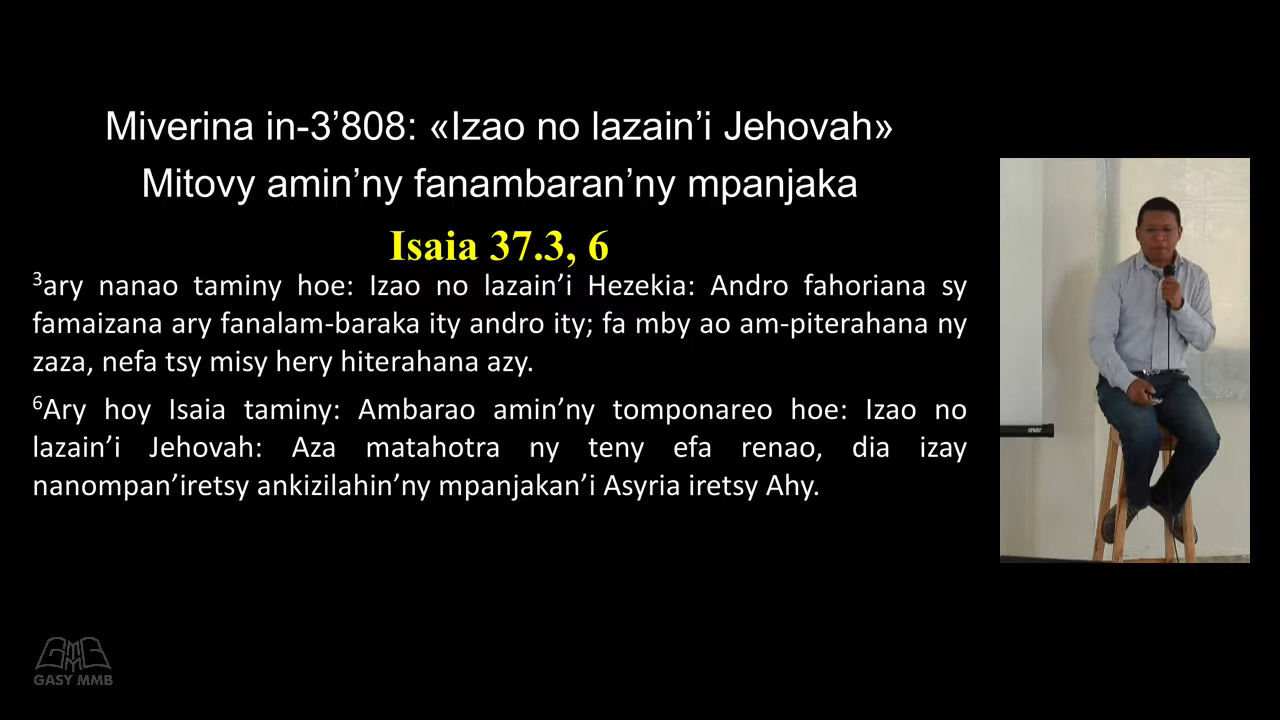 Miverina in-3’808: «Izao no lazain’i Jehovah»
Mitovy amin’ny fanambaran’ny mpanjaka
Isaia 37.3, 6
³ary nanao taminy hoe: Izao no lazain’i Hezekia: Andro fahoriana sy
famaizana ary fanalam-baraka ity andro ity; fa mby ao am-piterahana ny
zaza, nefa tsy misy hery hiterahana azy.
⁶Ary hoy Isaia taminy: Ambarao amin’ny tomponareo hoe: Izao no
lazain’i Jehovah: Aza matahotra ny teny efa renao, dia izay
nanompan’iretsy ankizilahin’ny mpanjakan’i Asyria iretsy Ahy.
GASY MMB